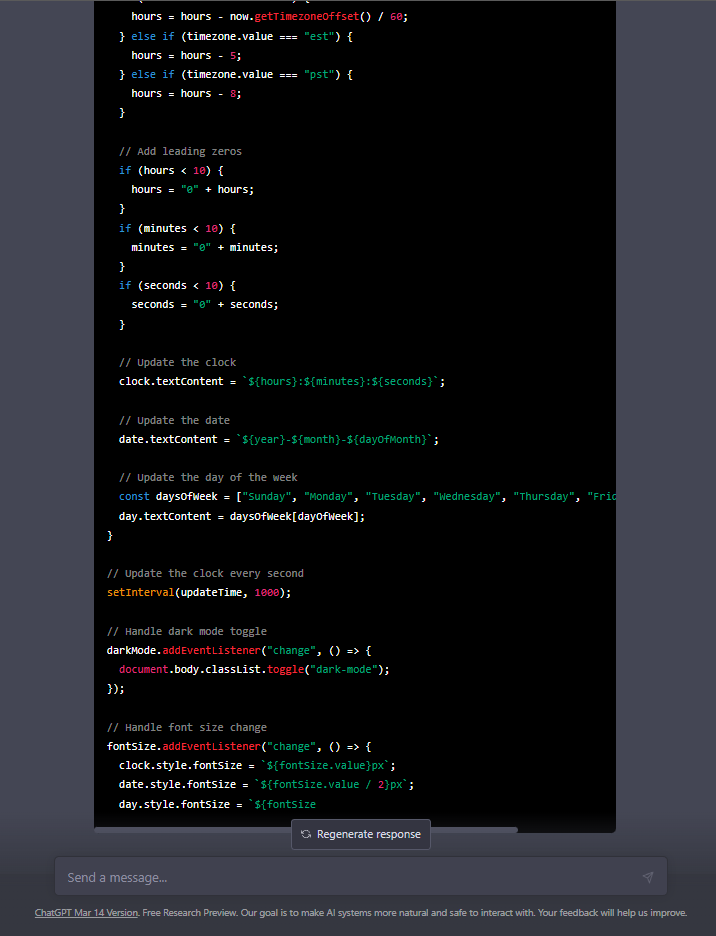 hours = hours - now.getTimezoneOffset() / 60;
} else if (timezone.value === "est") {
hours = hours - 5;
} else if (timezone.value === "pst") {
hours = hours - 8;
}
// Add leading zeros
if (hours < 10) {
hours = "0" + hours;
}
if (minutes < 10) {
minutes = "0" + minutes;
}
if (seconds < 10) {
seconds = "0" + seconds;
}
// Update the clock
clock.textContent = `${hours}:${minutes}:${seconds}`;
// Update the date
date.textContent = `${year}-${month}-${dayOfMonth}`;
// Update the day of the week
const daysOfWeek = ["Sunday", "Monday", "Tuesday", "Wednesday", "Thursday", "Frid
day.textContent = daysOfWeek[dayOfWeek];
}
// Update the clock every second
setInterval(updateTime, 1000);
// Handle dark mode toggle
darkMode.addEventListener("change", () => {
document.body.classList.toggle("dark-mode");
});
// Handle font size change
fontSize.addEventListener("change", () => {
clock.style.fontSize = `${fontSize.value}px`;
date.style.fontSize = `${fontSize.value / 2}px`;
day.style.fontSize = `${fontSize
Regenerate response
Send a message...
ChatGPT Mar 14 Version. Free Research Preview. Our goal is to make AI systems more natural and safe to interact with. Your feedback will help us improve.